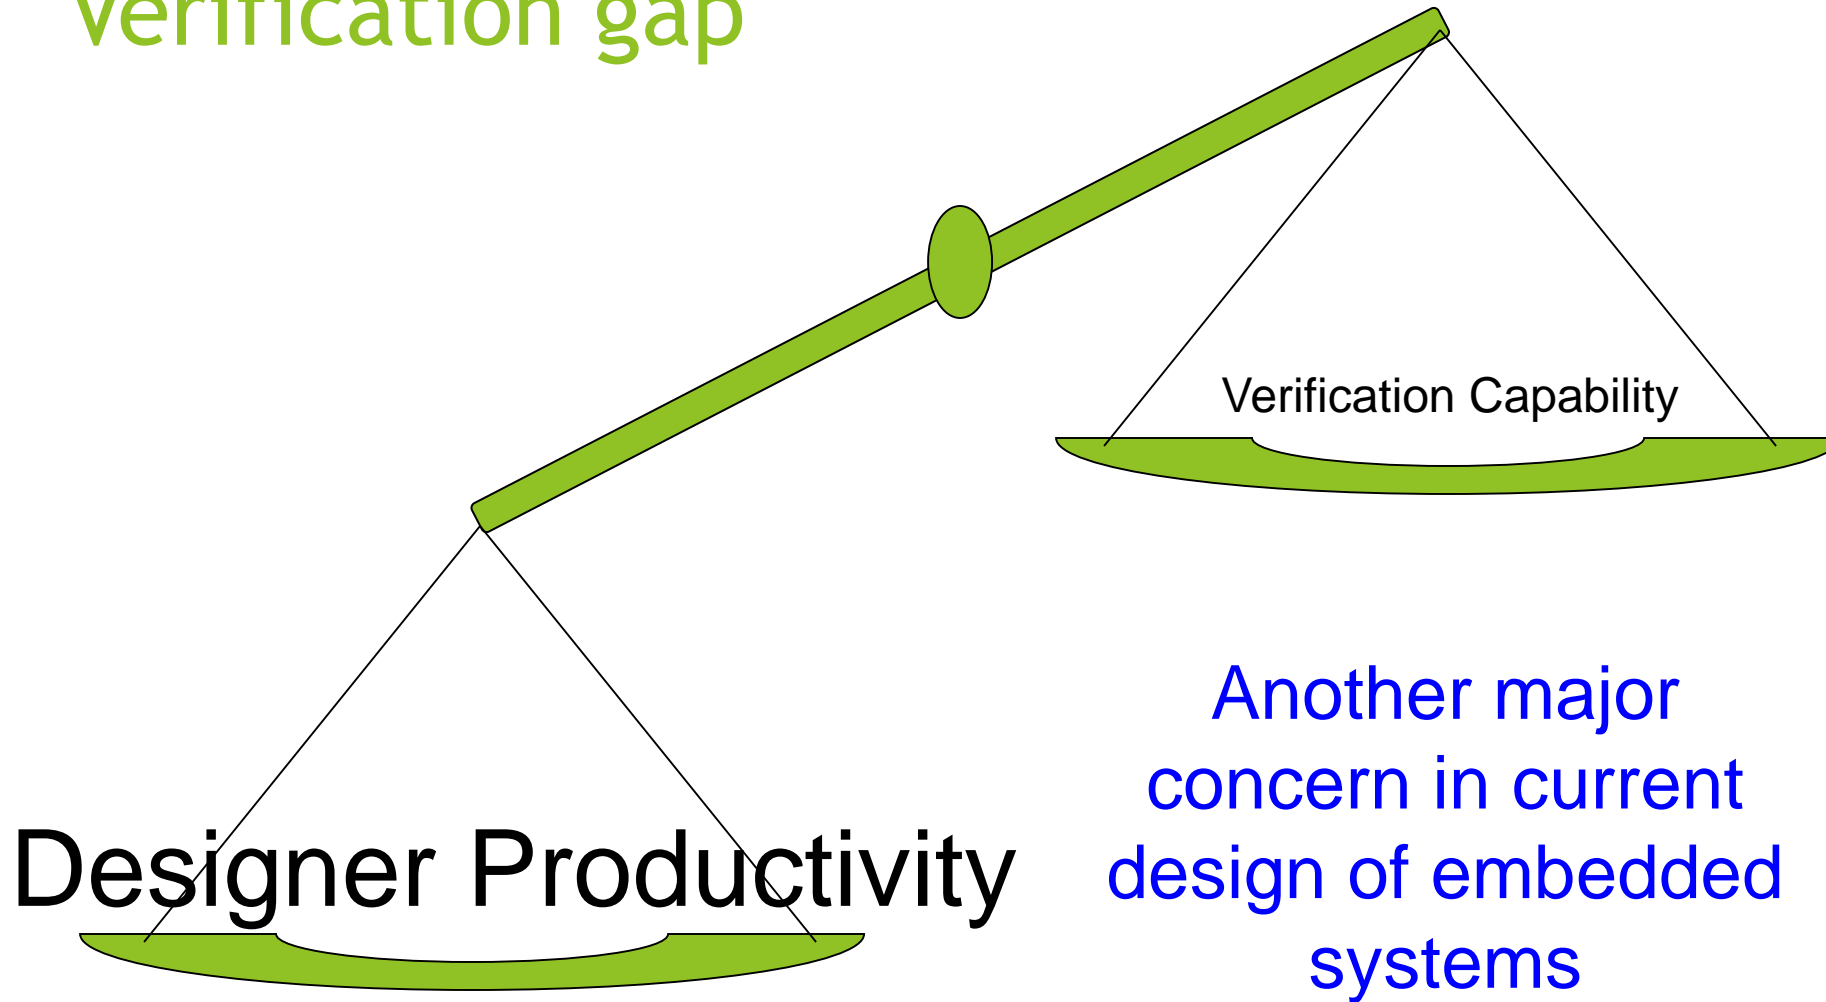 Verification gap
Verification Capability
Designer Productivity
Another major
concern in current
design of embedded
systems